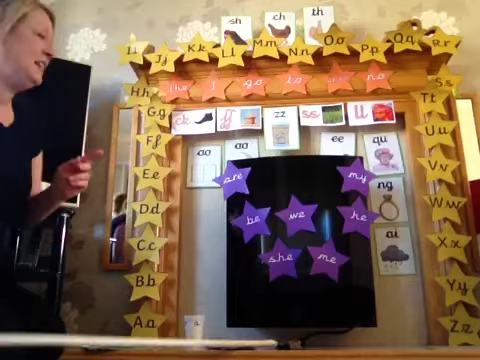 sh ch th
Ii Jj Kk Ll Mm Nn Oo Pp Qq Rr
the I go to no
Hh Ss
Gg Tt
ck ff zz ss ll
Ff Uu
oo oo ee qu
Ee Vv
are my
Dd ng Ww
be we he
Cc ai Xx
she me
Bb Yy
Aa Zz